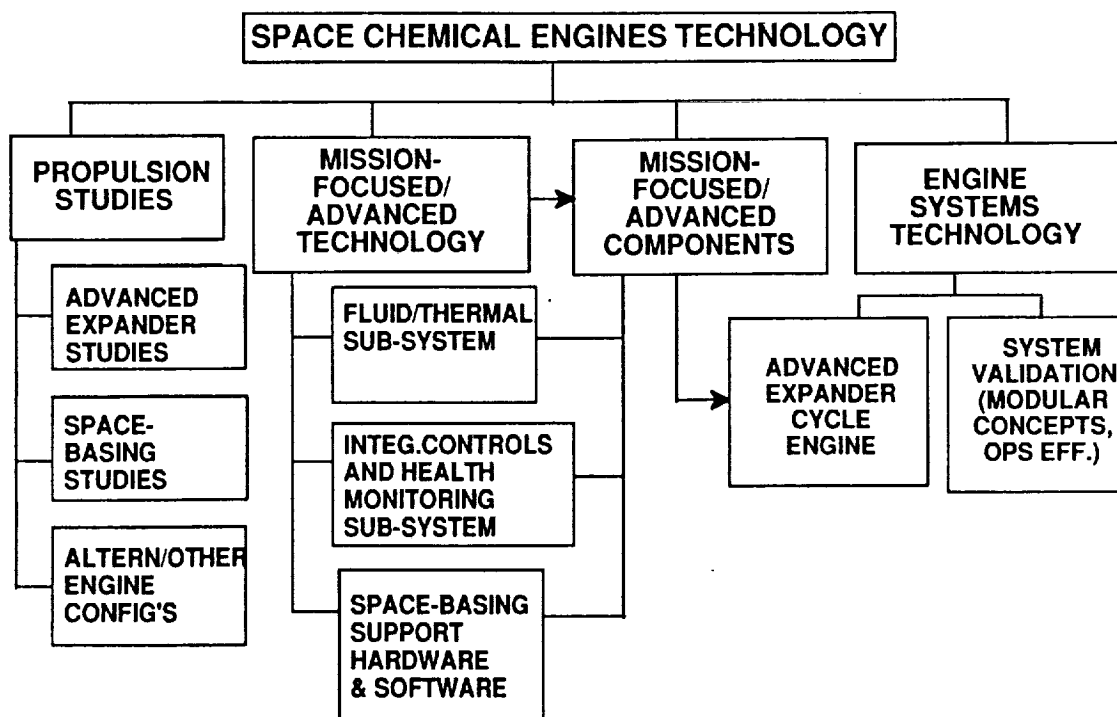 SPACE CHEMICAL ENGINES TECHNOLOGY
PROPULSION
STUDIES
ADVANCED
EXPANDER
STUDIES
SPACE-
BASING
STUDIES
ALTERN/OTHER
ENGINE
CONFIG'S
MISSION-
FOCUSED/
ADVANCED
TECHNOLOGY
MISSION-
FOCUSED/
ADVANCED
COMPONENTS
FLUID/THERMAL
SUB-SYSTEM
INTEG.CONTROLS
AND HEALTH
MONITORING
SUB-SYSTEM
SPACE-BASING
SUPPORT
HARDWARE
& SOFTWARE
ENGINE
SYSTEMS
TECHNOLOGY
ADVANCED
EXPANDER
CYCLE
ENGINE
SYSTEM
VALIDATION
(MODULAR
CONCEPTS,
OPS EFF.)